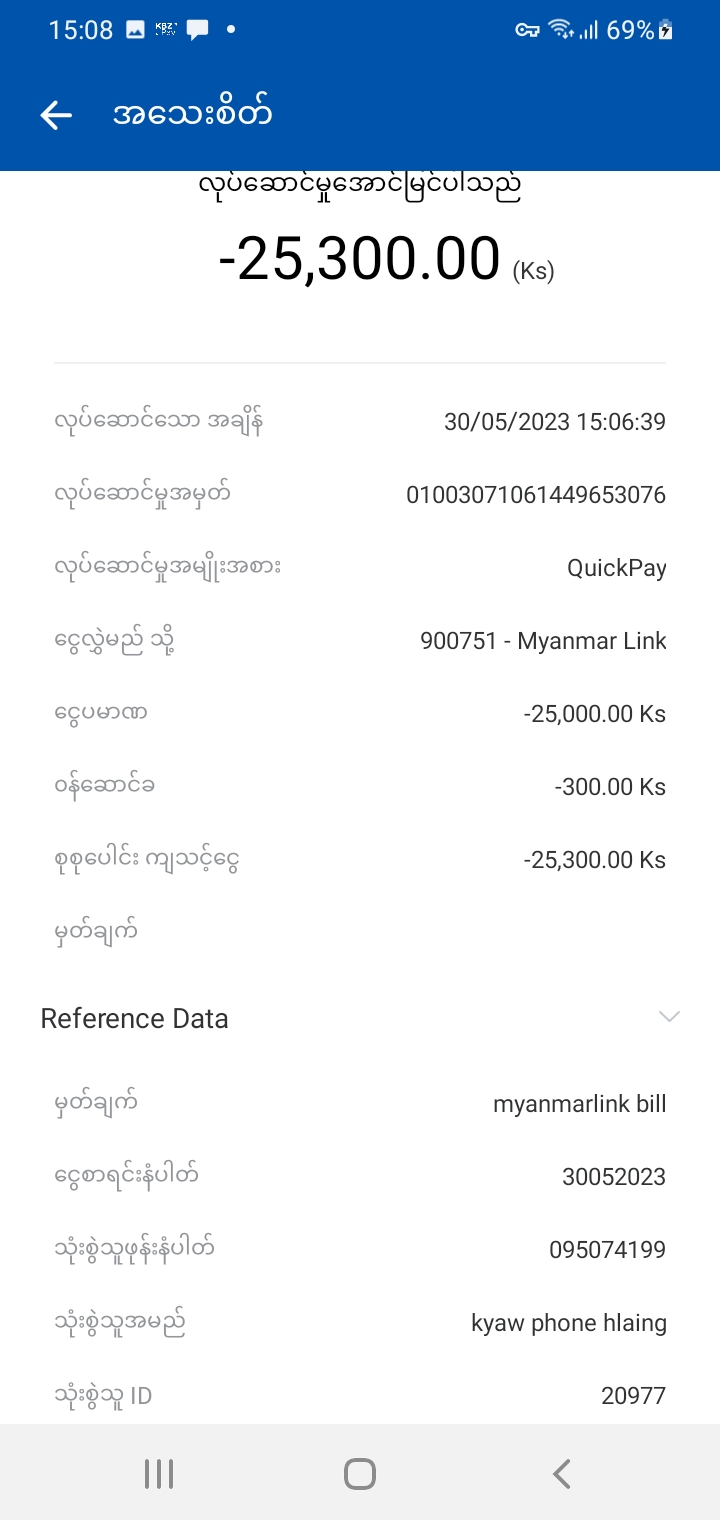 15:08
69%
အသေးစိတ်
လုပ်ဆောင်မှုအောင်မြင်ပါသည်
-25,300.00 (Ks)
လုပ်ဆောင်သော အချိန် 30/05/2023 15:06:39
လုပ်ဆောင်မှုအမှတ် 01003071061449653076
လုပ်ဆောင်မှုအမျိုးအစား QuickPay
ငွေလွှဲမည် သို့ 900751 - Myanmar Link
ငွေပမာဏ -25,000.00 Ks
ဝန်ဆောင်ခ -300.00 Ks
စုစုပေါင်း ကျသင့်ငွေ -25,300.00 Ks
မှတ်ချက်
Reference Data
မှတ်ချက် myanmarlink bill
ငွေစာရင်းနံပါတ် 30052023
သုံးစွဲသူဖုန်းနံပါတ် 095074199
သုံးစွဲသူအမည် kyaw phone hlaing
သုံးစွဲသူ ID 20977